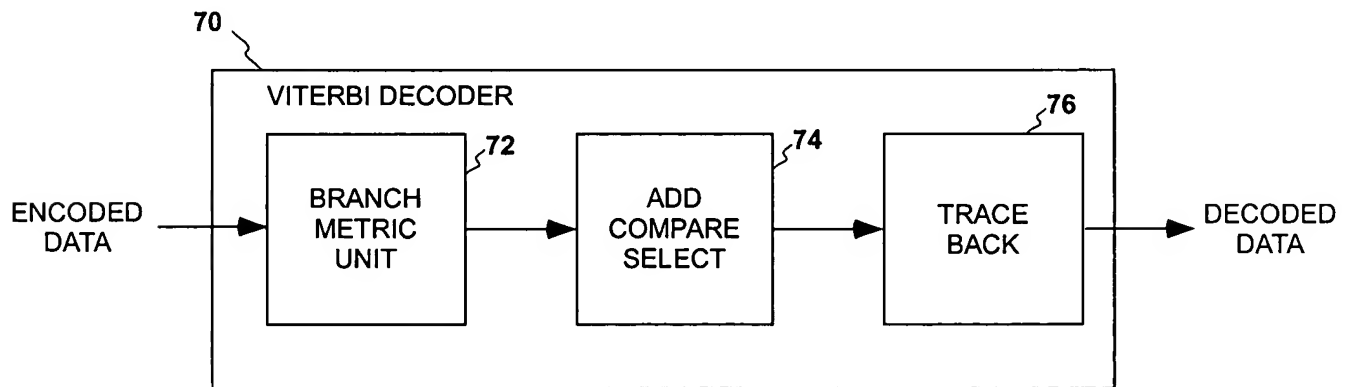 70
VITERBI DECODER
72
74
76
ENCODED
DATA
BRANCH
METRIC
UNIT
ADD
COMPARE
SELECT
TRACE
BACK
DECODED
DATA